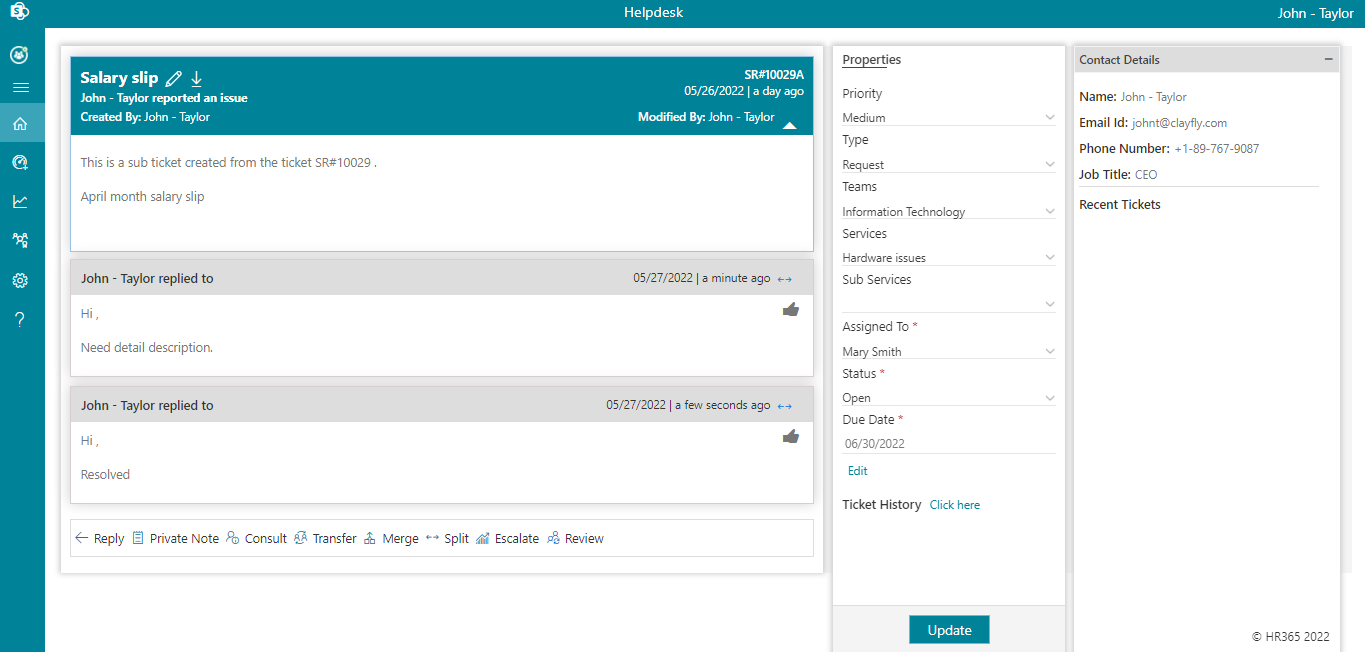 Helpdesk
John - Taylor
Salary slip
SR#10029A
John - Taylor reported an issue
05/26/2022 | a day ago
Created By: John - Taylor
Modified By: John - Taylor
This is a sub ticket created from the ticket SR#10029 .
April month salary slip
John - Taylor replied to
05/27/2022 | a minute ago
Hi ,
Need detail description.
John - Taylor replied to
05/27/2022 | a few seconds ago
Hi ,
Resolved
Reply Private Note Consult Transfer Merge Split Escalate Review
Properties
Priority
Medium
Type
Request
Teams
Information Technology
Services
Hardware issues
Sub Services
Assigned To *
Mary Smith
Status *
Open
Due Date *
06/30/2022
Edit
Ticket History Click here
Update
Contact Details
Name: John - Taylor
Email Id: johnt@clayfly.com
Phone Number: +1-89-767-9087
Job Title: CEO
Recent Tickets
© HR365 2022